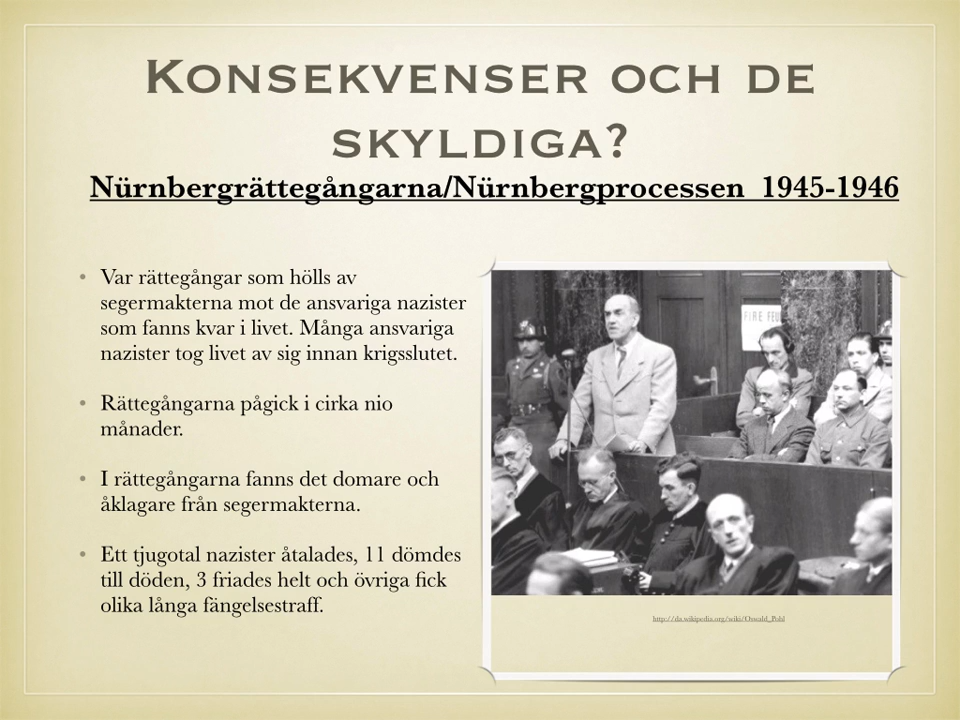 Konsekvenser och de
skyldiga?
Nürnbergrättegångarna/Nürnbergprocessen 1945-1946
• Var rättegångar som hölls av
segermakterna mot de ansvariga nazister
som fanns kvar i livet. Många ansvariga
nazister tog livet av sig innan krigsslutet.
• Rättegångarna pågick i cirka nio
månader.
• I rättegångarna fanns det domare och
åklagare från segermakterna.
• Ett tjugotal nazister åtalades, 11 dömdes
till döden, 3 friades helt och övriga fick
olika långa fängelsestraff.
FIRE
http://da.wikipedia.org/wiki/Oswald_Pohl